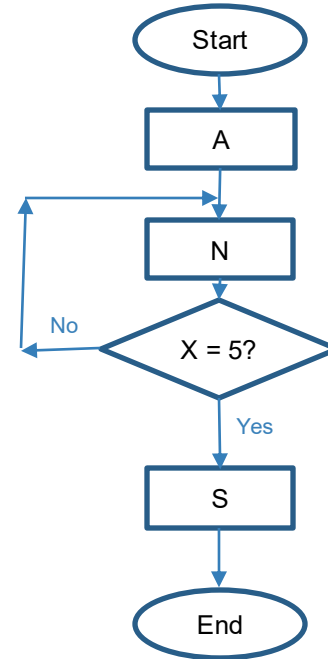 Start
A
N
No
X = 5?
Yes
S
End